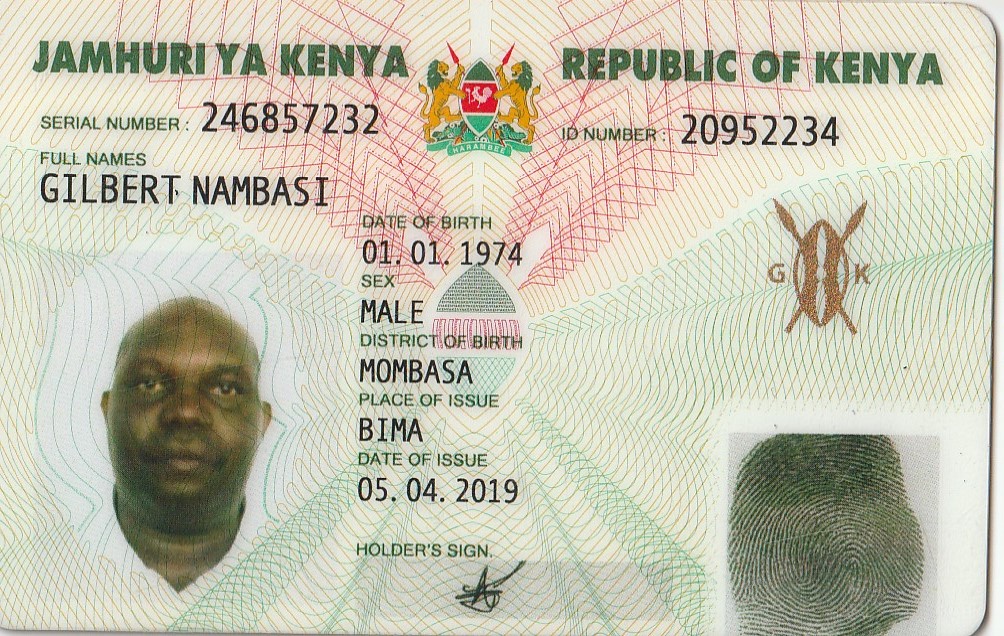 JAMHURI YA KENYA
REPUBLIC OF KENYA
SERIAL NUMBER : 246857232
ID NUMBER : 20952234
HARAMBEE
FULL NAMES
GILBERT NAMBASI
DATE OF BIRTH
01. 01. 1974
SEX
MALE
DISTRICT OF BIRTH
MOMBASA
PLACE OF ISSUE
BIMA
DATE OF ISSUE
05. 04. 2019
HOLDER'S SIGN.
G K